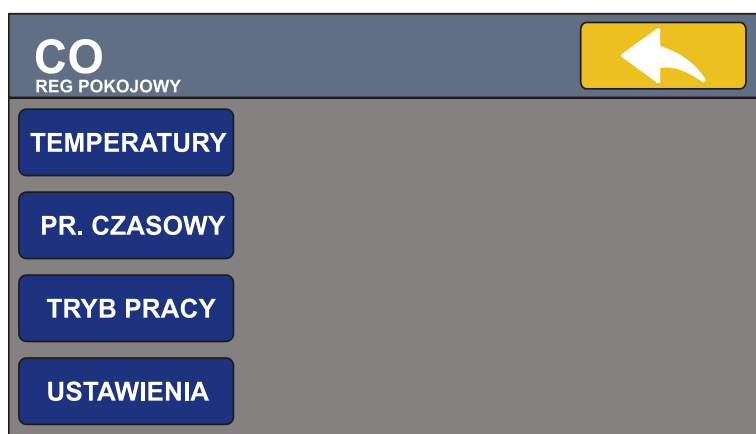 CO
REG POKOJOWY
TEMPERATURY
PR. CZASOWY
TRYB PRACY
USTAWIENIA